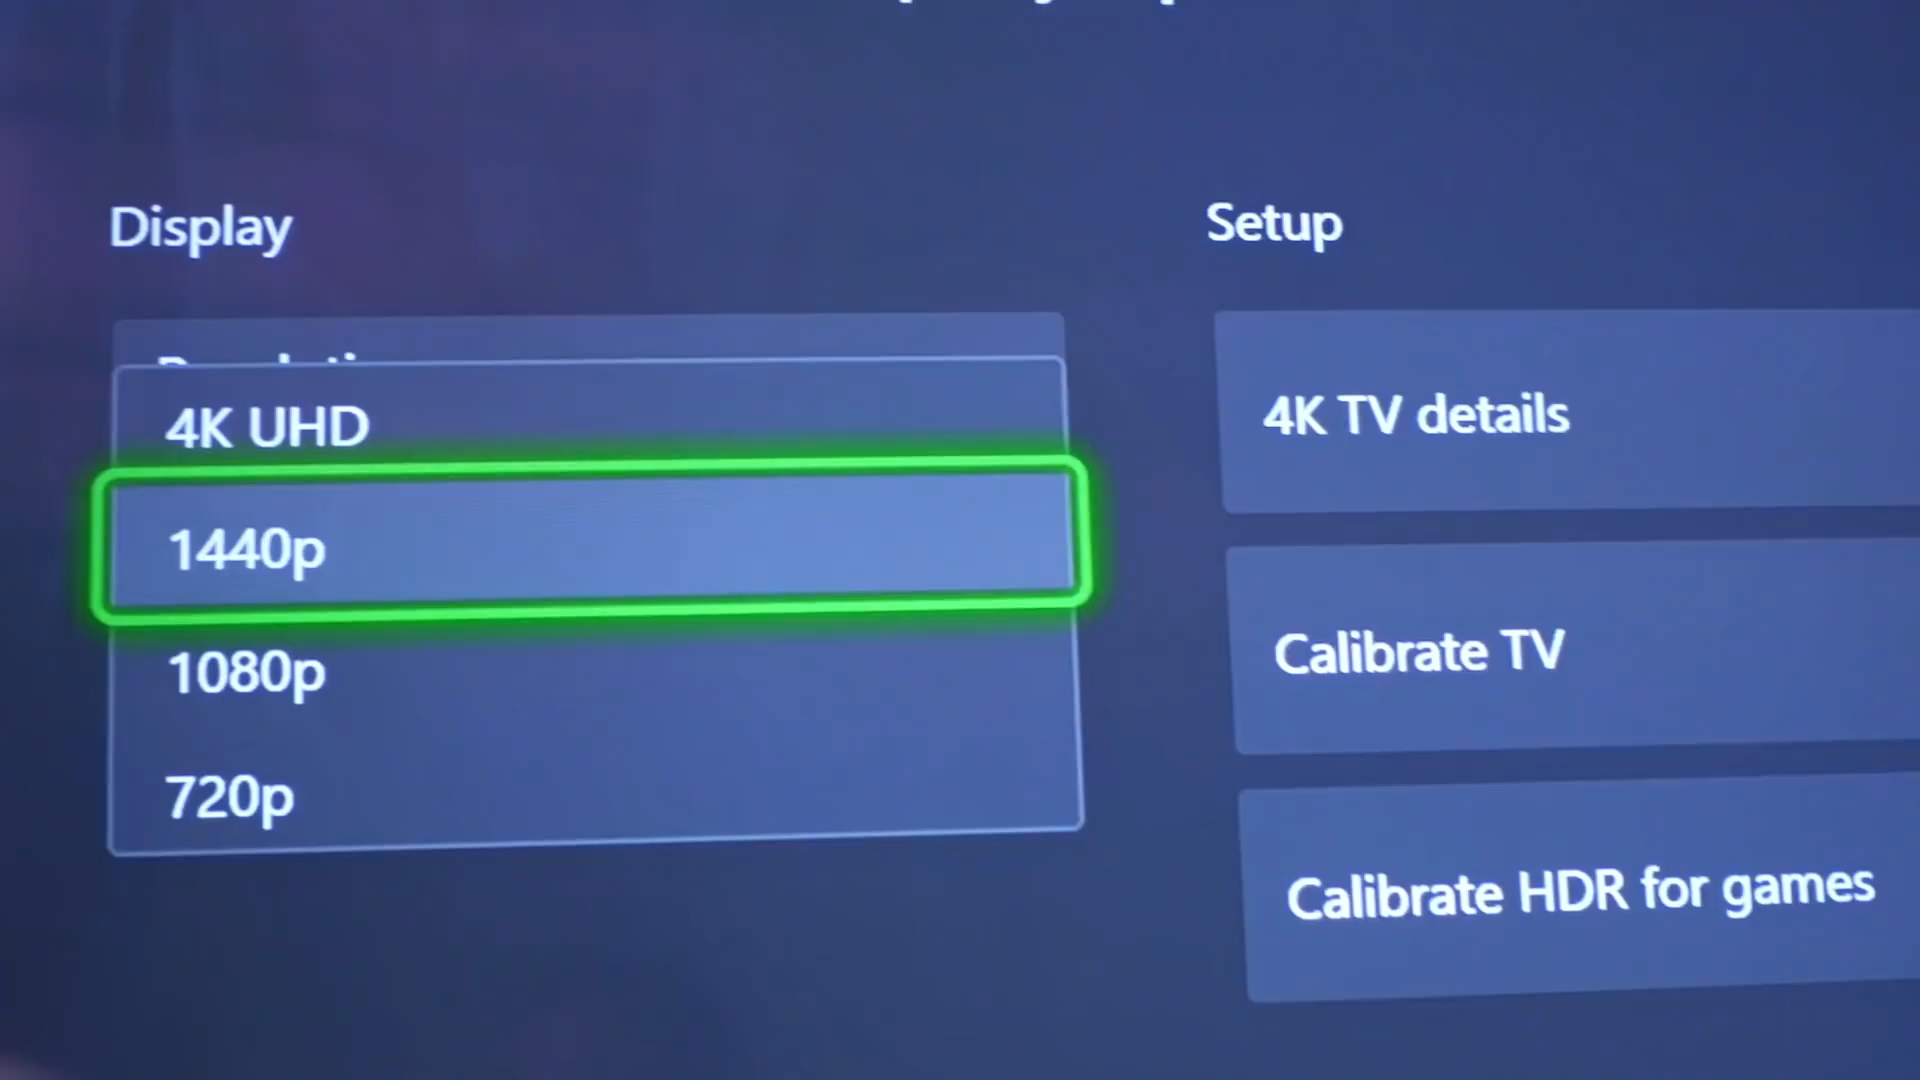 Display
4K UHD
1440p
1080p
720p
Setup
4K TV details
Calibrate TV
Calibrate HDR for games